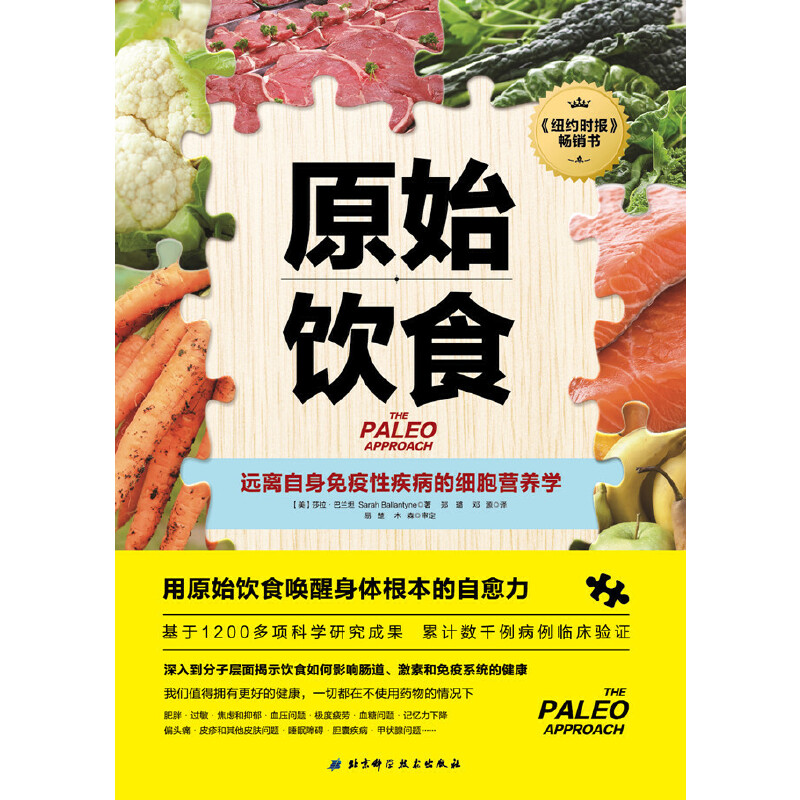 《纽约时报》
畅销书
原始
饮食
THE
PALEO
APPROACH
远离自身免疫性疾病的细胞营养学
【美】莎拉·巴兰坦 Sarah Ballantyne◎著 郑 璐 邓 源◎译
易 慧 水 森◎审定
用原始饮食唤醒身体根本的自愈力
基于1200多项科学研究成果 累计数千例病例临床验证
深入到分子层面揭示饮食如何影响肠道、激素和免疫系统的健康
我们值得拥有更好的健康，一切都在不使用药物的情况下
肥胖·过敏·焦虑和抑郁·血压问题·极度疲劳·血糖问题·记忆力下降
偏头痛·皮疹和其他皮肤问题·睡眠障碍·胆囊疾病·甲状腺问题……
THE
PALEO
APPROACH
北京科学技术出版社